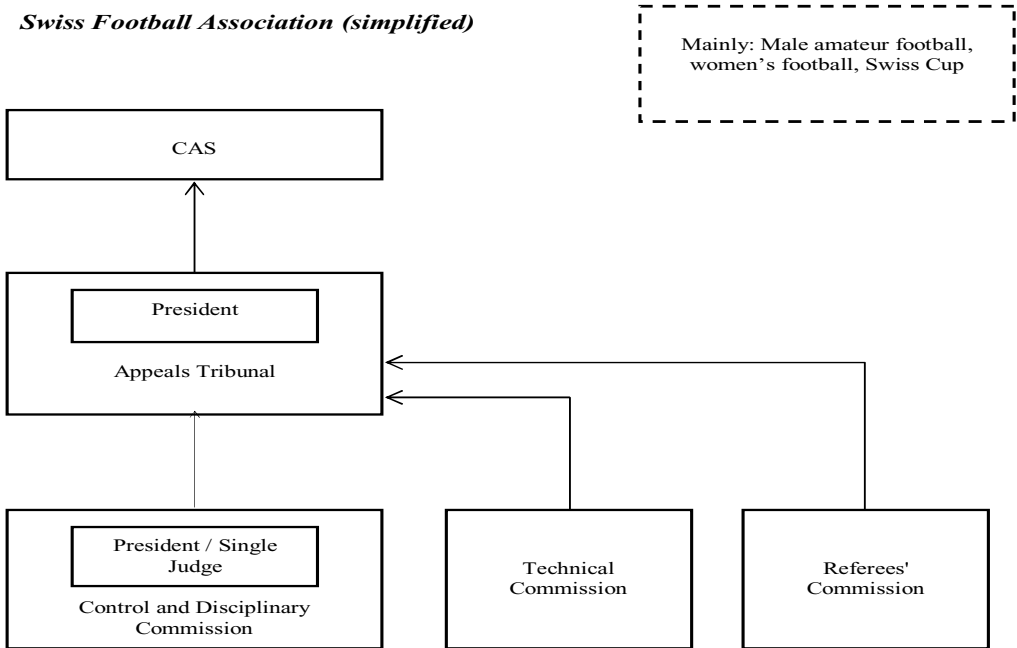 Swiss Football Association (simplified)
Mainly: Male amateur football,
women's football, Swiss Cup
CAS
President
Appeals Tribunal
President / Single
Judge
Control and Disciplinary
Commission
Technical
Commission
Referees'
Commission